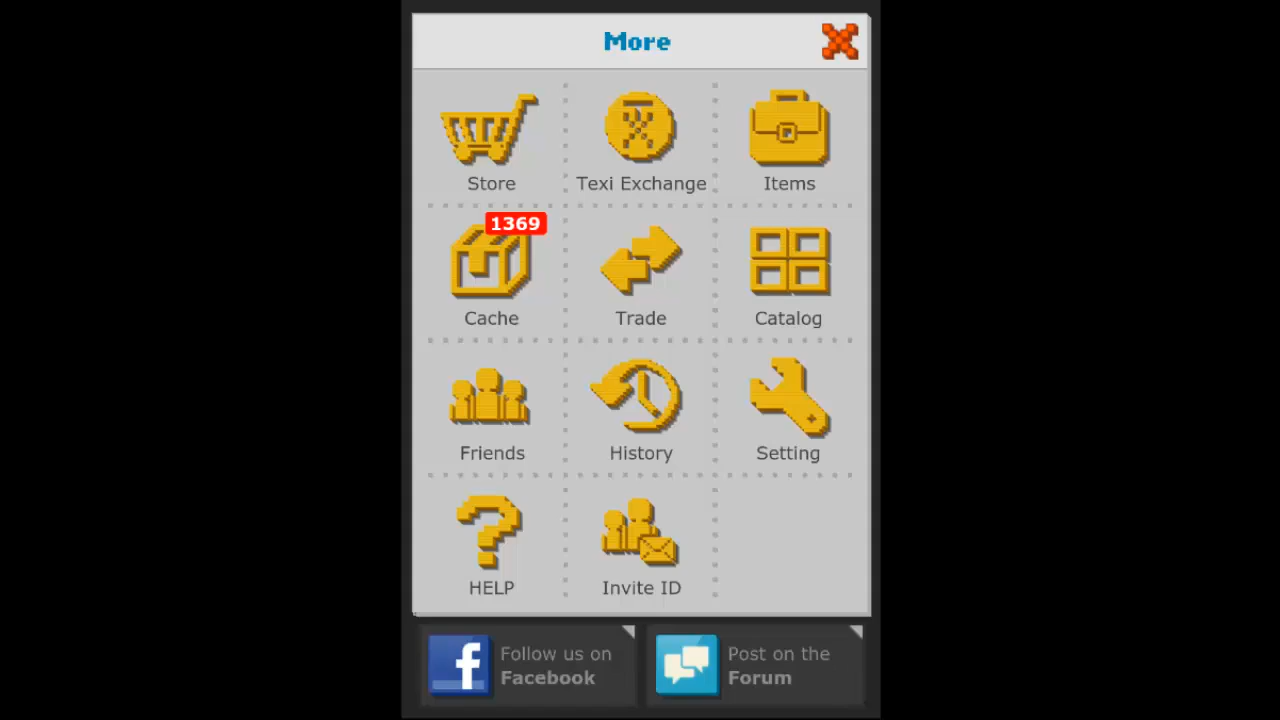 More
Store
Texi Exchange
Items
1369
Cache
Trade
Catalog
Friends
History
Setting
HELP
Invite ID
Follow us on
Facebook
Post on the
Forum